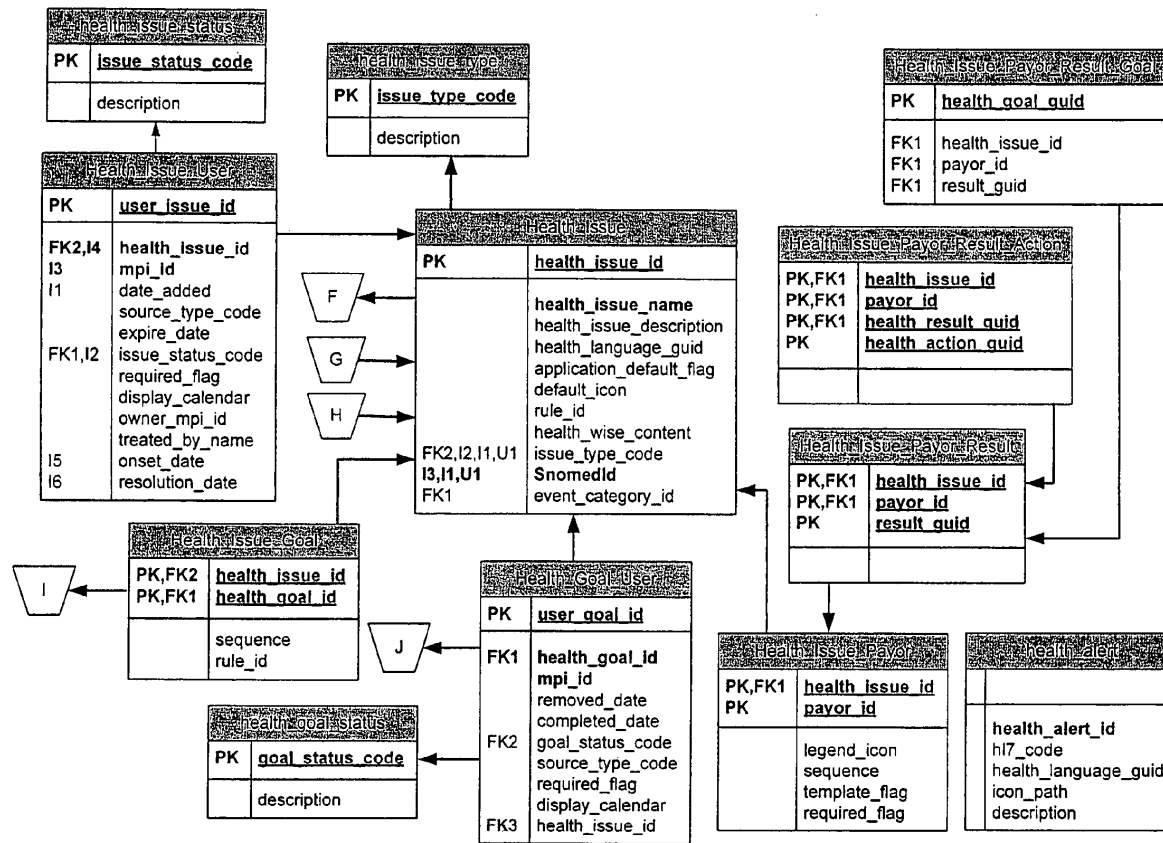 health_issue_status
PK issue_status_code
description
health_issue_type
PK issue_type_code
description
Health_Issue_Payor_Result_Goal
PK health_goal_guid
FK1 health_issue_id
FK1 payor_id
FK1 result_guid
Health_Issue_User
PK user_issue_id
FK2,I4 health_issue_id
I3 mpi_id
I1 date_added
source_type_code
expire_date
FK1,I2 issue_status_code
required_flag
display_calendar
owner_mpi_id
treated_by_name
I5 onset_date
I6 resolution_date
Health_Issue
PK health_issue_id
health_issue_name
health_issue_description
health_language_guid
application_default_flag
default_icon
rule_id
health_wise_content
FK2,I2,I1,U1 issue_type_code
I3,I1,U1 SnomedId
FK1 event_category_id
F
G
H
Health_Issue_Payor_Result_Action
PK,FK1 health_issue_id
PK,FK1 payor_id
PK,FK1 health_result_guid
PK health_action_guid
Health_Issue_Payor_Result
PK,FK1 health_issue_id
PK,FK1 payor_id
PK result_guid
Health_Issue_Goal
PK,FK2 health_issue_id
PK,FK1 health_goal_id
sequence
rule_id
I
Health_Goal_User
PK user_goal_id
FK1 health_goal_id
mpi_id
removed_date
completed_date
FK2 goal_status_code
source_type_code
required_flag
display_calendar
FK3 health_issue_id
J
health_goal_status
PK goal_status_code
description
Health_Issue_Payor
PK,FK1 health_issue_id
PK payor_id
legend_icon
sequence
template_flag
required_flag
health_alert
health_alert_id
hl7_code
health_language_guid
icon_path
description